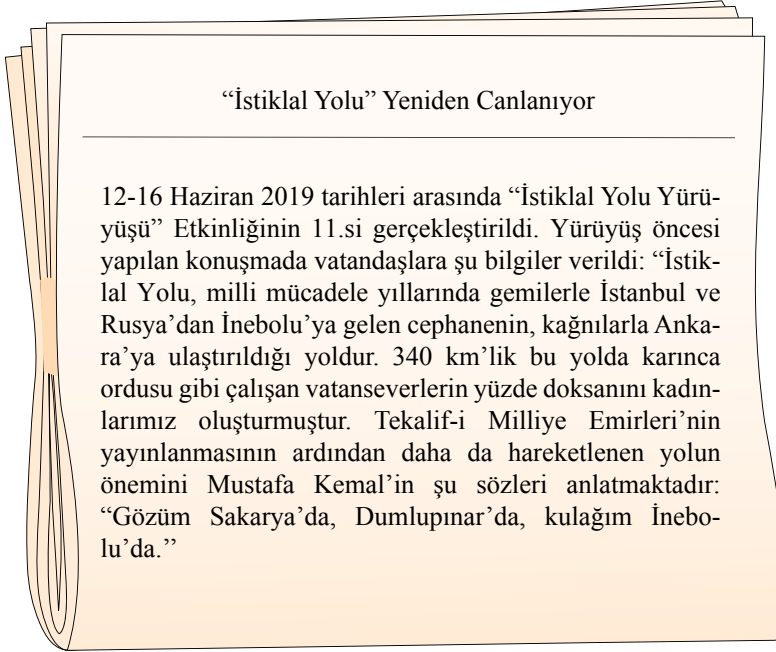 “İstiklal Yolu” Yeniden Canlanıyor
12-16 Haziran 2019 tarihleri arasında “İstiklal Yolu Yürü-
yüşü” Etkinliğinin 11.si gerçekleştirildi. Yürüyüş öncesi
yapılan konuşmada vatandaşlara şu bilgiler verildi: “İstik-
lal Yolu, milli mücadele yıllarında gemilerle İstanbul ve
Rusya’dan İnebolu’ya gelen cephanenin, kağnılarla Anka-
ra’ya ulaştırıldığı yoldur. 340 km’lik bu yolda karınca
ordusu gibi çalışan vatanseverlerin yüzde doksanını kadın-
larımız oluşturmuştur. Tekalif-i Milliye Emirleri’nin
yayınlanmasının ardından daha da hareketlenen yolun
önemini Mustafa Kemal’in şu sözleri anlatmaktadır:
“Gözüm Sakarya’da, Dumlupınar’da, kulağım İnebo-
lu’da.’’